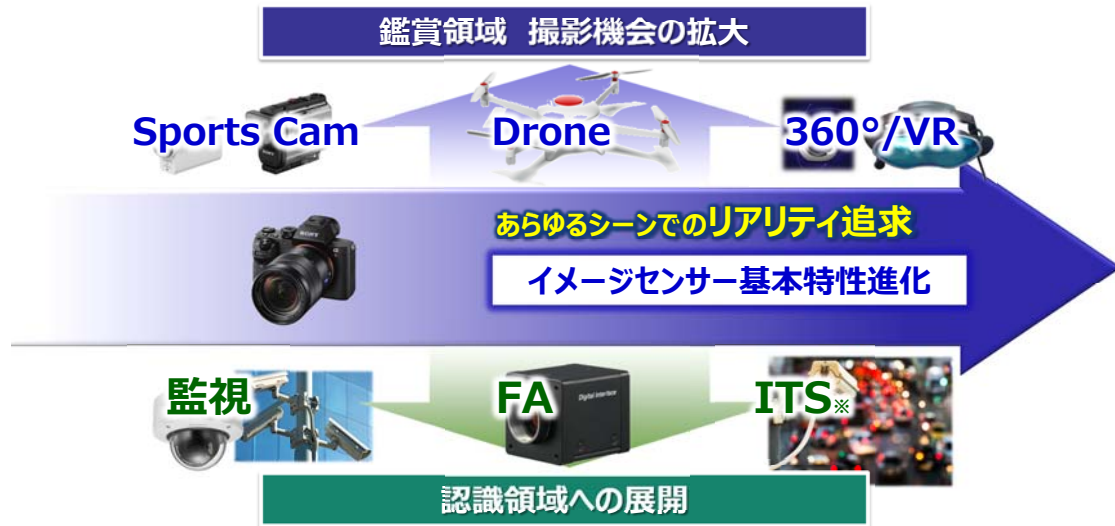 鑑賞領域 撮影機会の拡大
Sports Cam
Drone
360°/VR
あらゆるシーンでのリアリティ追求
SONY
イメージセンサー基本特性進化
監視
FA
Digital Interface
ITS※
認識領域への展開